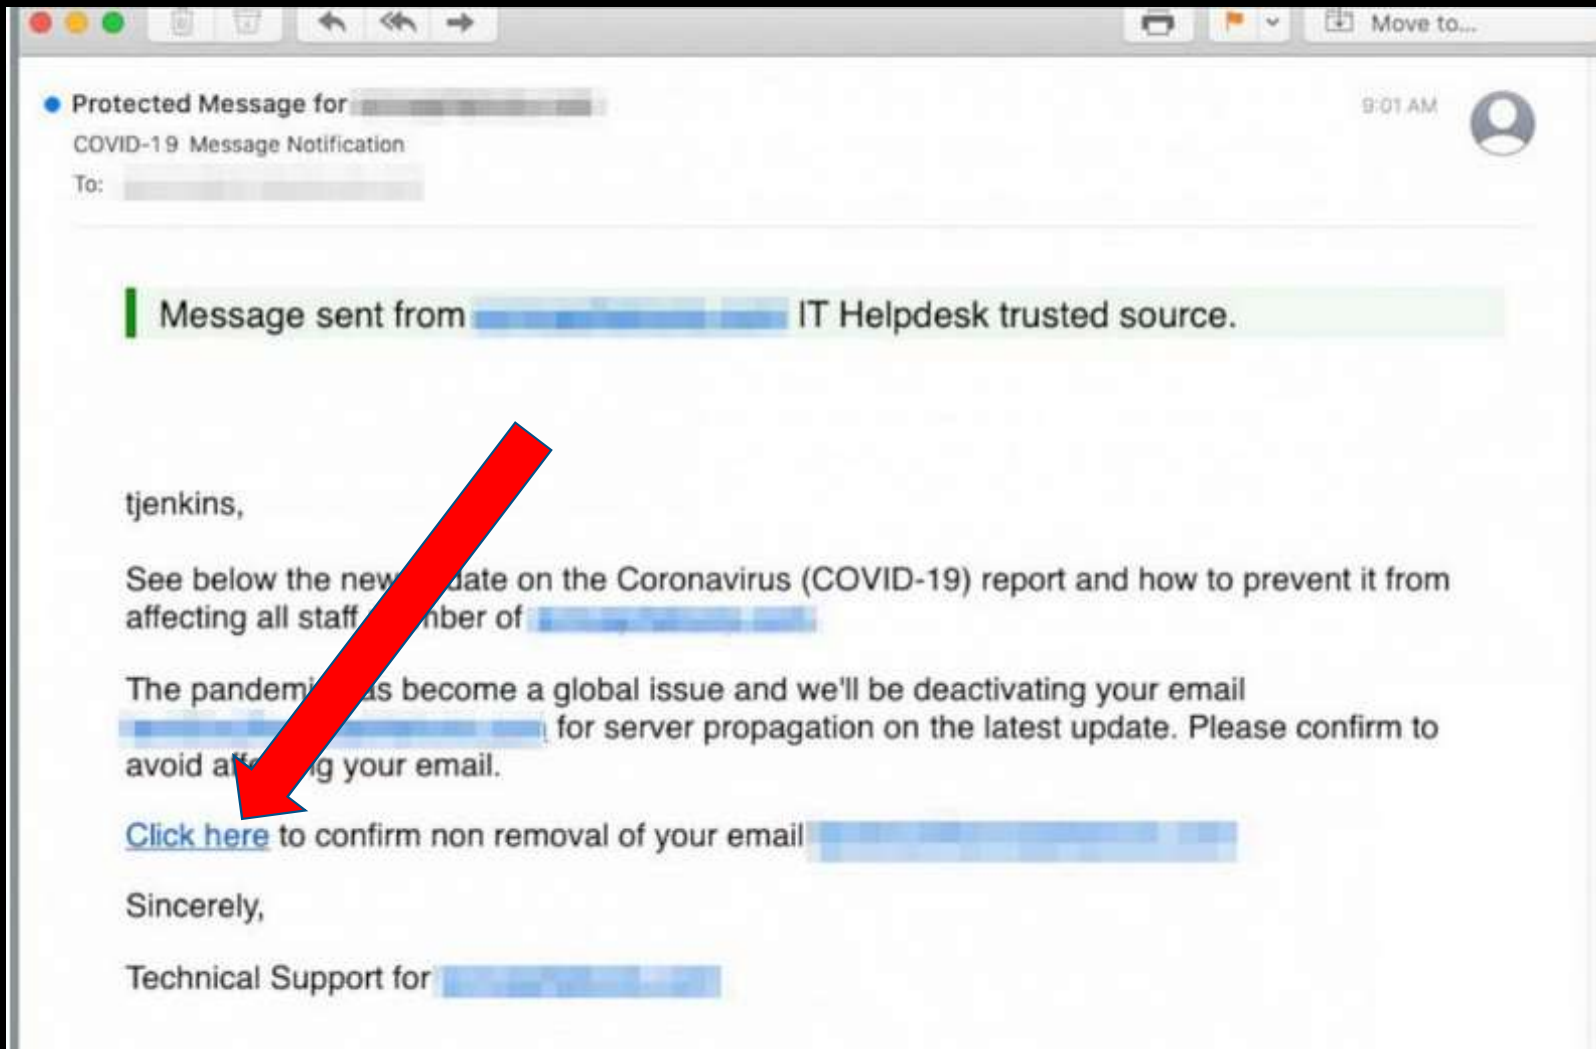 Move to...
Protected Message for
9:01 AM
COVID-19 Message Notification
To:
Message sent from IT Helpdesk trusted source.
tjenkins,
See below the new date on the Coronavirus (COVID-19) report and how to prevent it from
affecting all staff of
The become a global issue and we'll be deactivating your email
for server propagation on the latest update. Please confirm to
avoid your email.
Click here to confirm non removal of your email
Sincerely,
Technical Support for